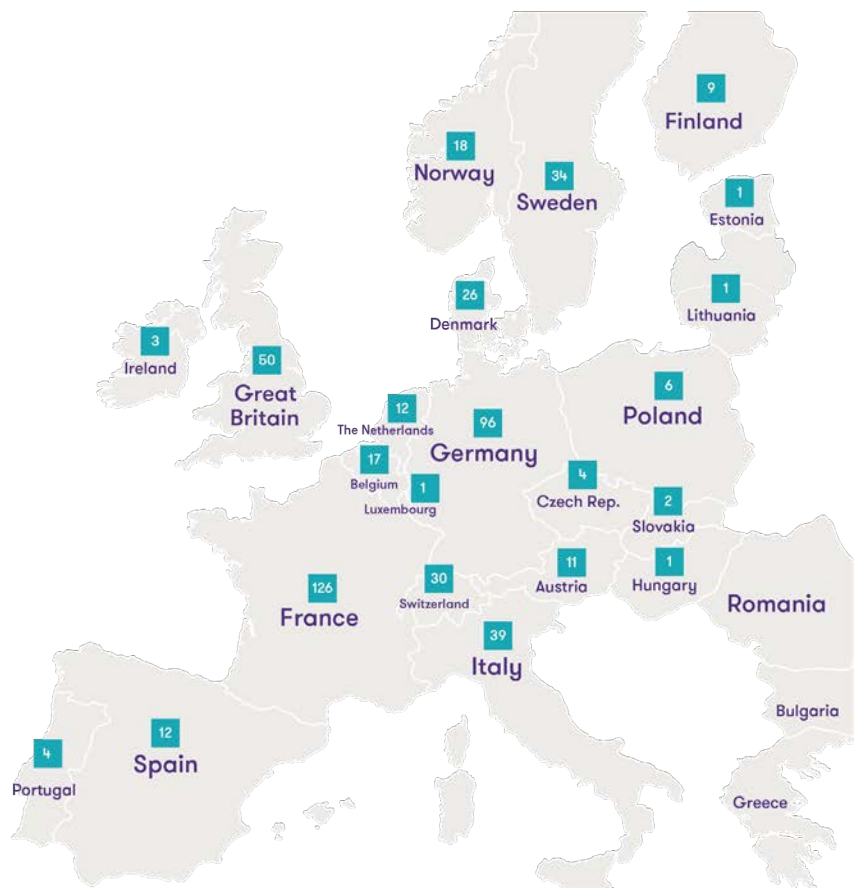 9
Finland
18
Norway
34
Sweden
1
Estonia
26
Denmark
1
Lithuania
3
Ireland
50
Great
Britain
12
The Netherlands
96
Germany
6
Poland
17
Belgium
1
Luxembourg
4
Czech Rep.
2
Slovakia
126
France
30
Switzerland
11
Austria
1
Hungary
Romania
39
Italy
Bulgaria
4
Portugal
12
Spain
Greece